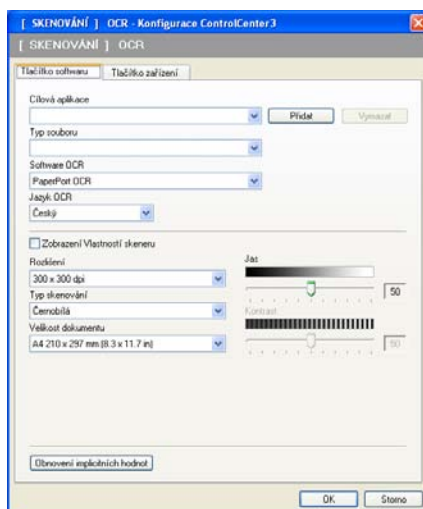 [ SKENOVÁNÍ ] OCR - Konfigurace ControlCenter3
[ SKENOVÁNÍ ] OCR
Tlačítko softwaru Tlačítko zařízení
Cílová aplikace
Přidat Vymazat
Typ souboru
Software OCR
PaperPort OCR
Jazyk OCR
Český
Zobrazení Vlastností skeneru
Rozlišení Jas
300 x 300 dpi
50
Typ skenování Kontrast
Černobílá
Velikost dokumentu
A4 210 x 297 mm (8.3 x 11.7 in) 50
Obnovení implicitních hodnot
OK Storno